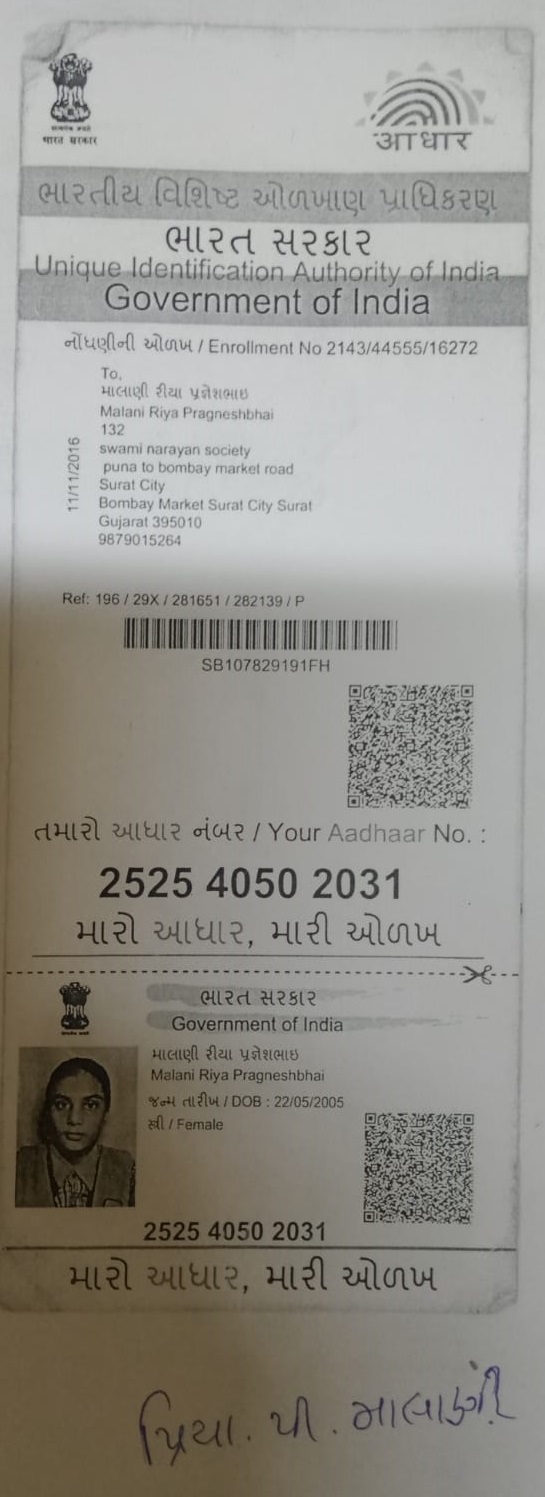 भारत सरकार
आधार
ભારતીય વિશિષ્ટ ઓળખાણ પ્રાધિકરણ
ભારત સરકાર
Unique Identification Authority of India
Government of India
નોંધણીની ઓળખ / Enrollment No 2143/44555/16272
To,
માલાણી રીયા પ્રજ્ઞેશભાઇ
Malani Riya Pragneshbhai
132
swami narayan society
puna to bombay market road
Surat City
Bombay Market Surat City Surat
Gujarat 395010
9879015264
11/11/2016
Ref: 196 / 29X / 281651 / 282139 / P
SB107829191FH
તમારો આધાર નંબર / Your Aadhaar No. :
2525 4050 2031
મારો આધાર, મારી ઓળખ
ભારત સરકાર
Government of India
માલાણી રીયા પ્રજ્ઞેશભાઇ
Malani Riya Pragneshbhai
જન્મ તારીખ / DOB : 22/05/2005
સ્ત્રી / Female
2525 4050 2031
મારો આધાર, મારી ઓળખ
પ્રિયા. પી. માલાણી